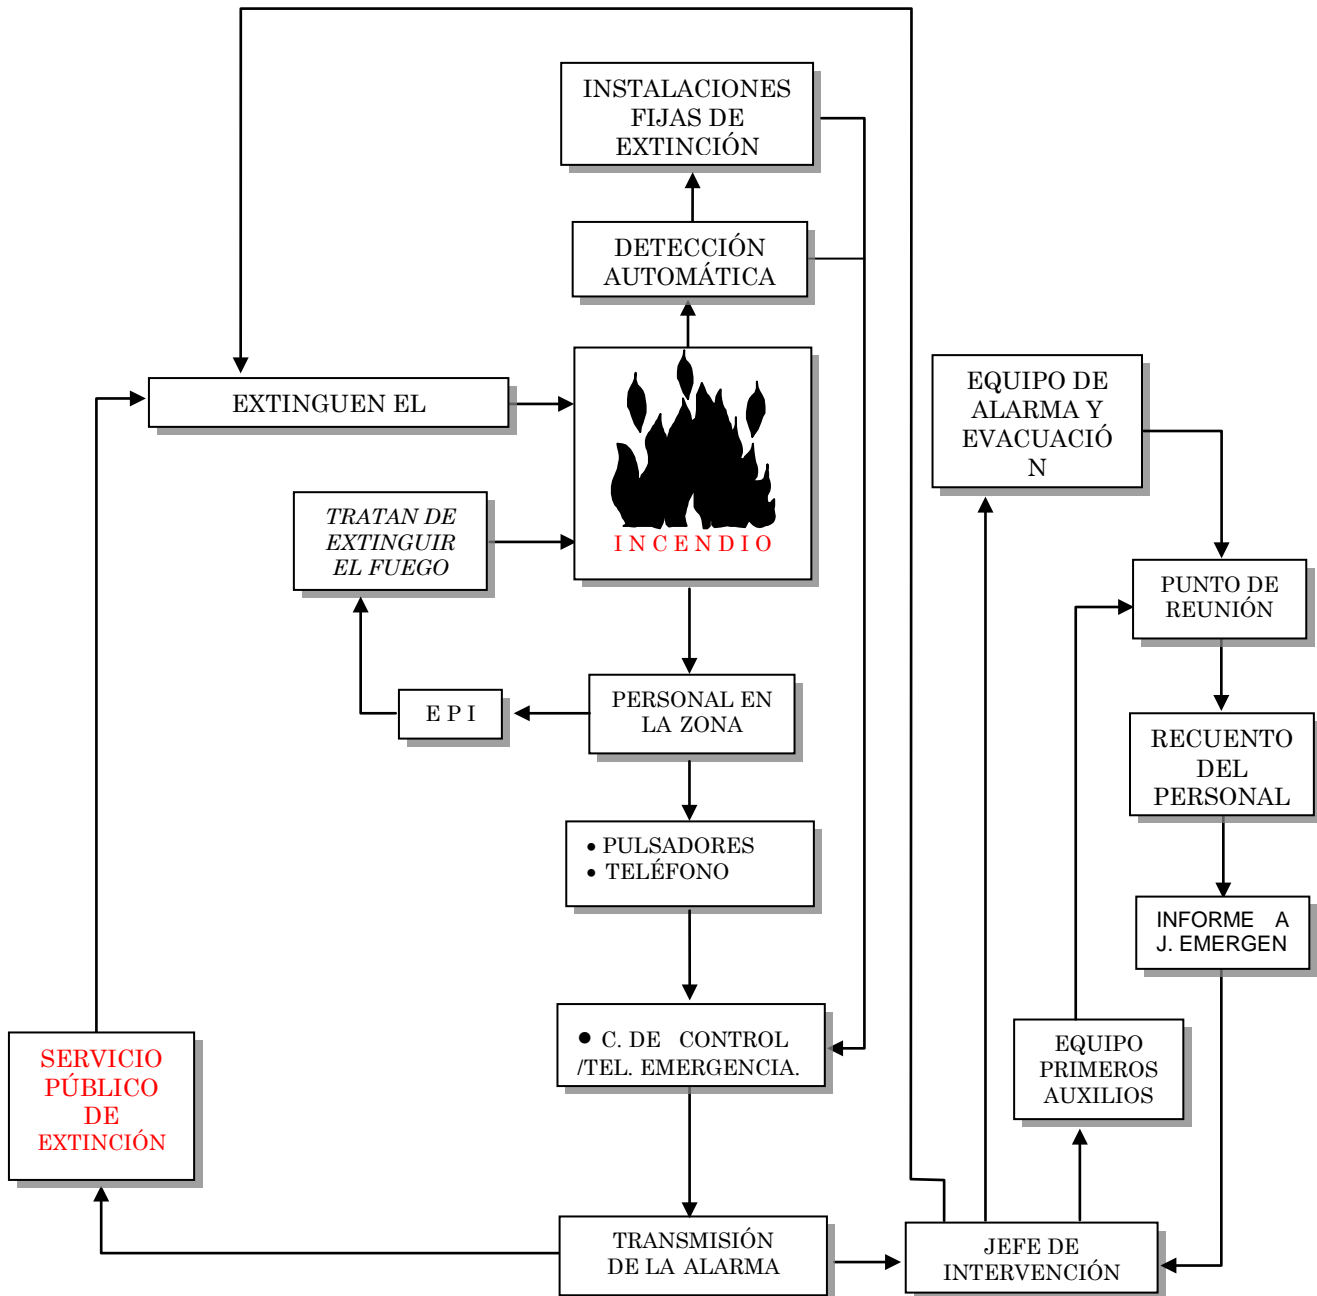 INSTALACIONES
FIJAS DE
EXTINCIÓN
DETECCIÓN
AUTOMÁTICA
EXTINGUEN EL
EQUIPO DE
ALARMA Y
EVACUACIÓ
N
TRATAN DE
EXTINGUIR
EL FUEGO
INCENDIO
PUNTO DE
REUNIÓN
E P I
PERSONAL EN
LA ZONA
RECUENTO
DEL
PERSONAL
• PULSADORES
• TELÉFONO
INFORME A
J. EMERGEN
● C. DE CONTROL
/TEL. EMERGENCIA.
EQUIPO
PRIMEROS
AUXILIOS
SERVICIO
PÚBLICO
DE
EXTINCIÓN
TRANSMISIÓN
DE LA ALARMA
JEFE DE
INTERVENCIÓN